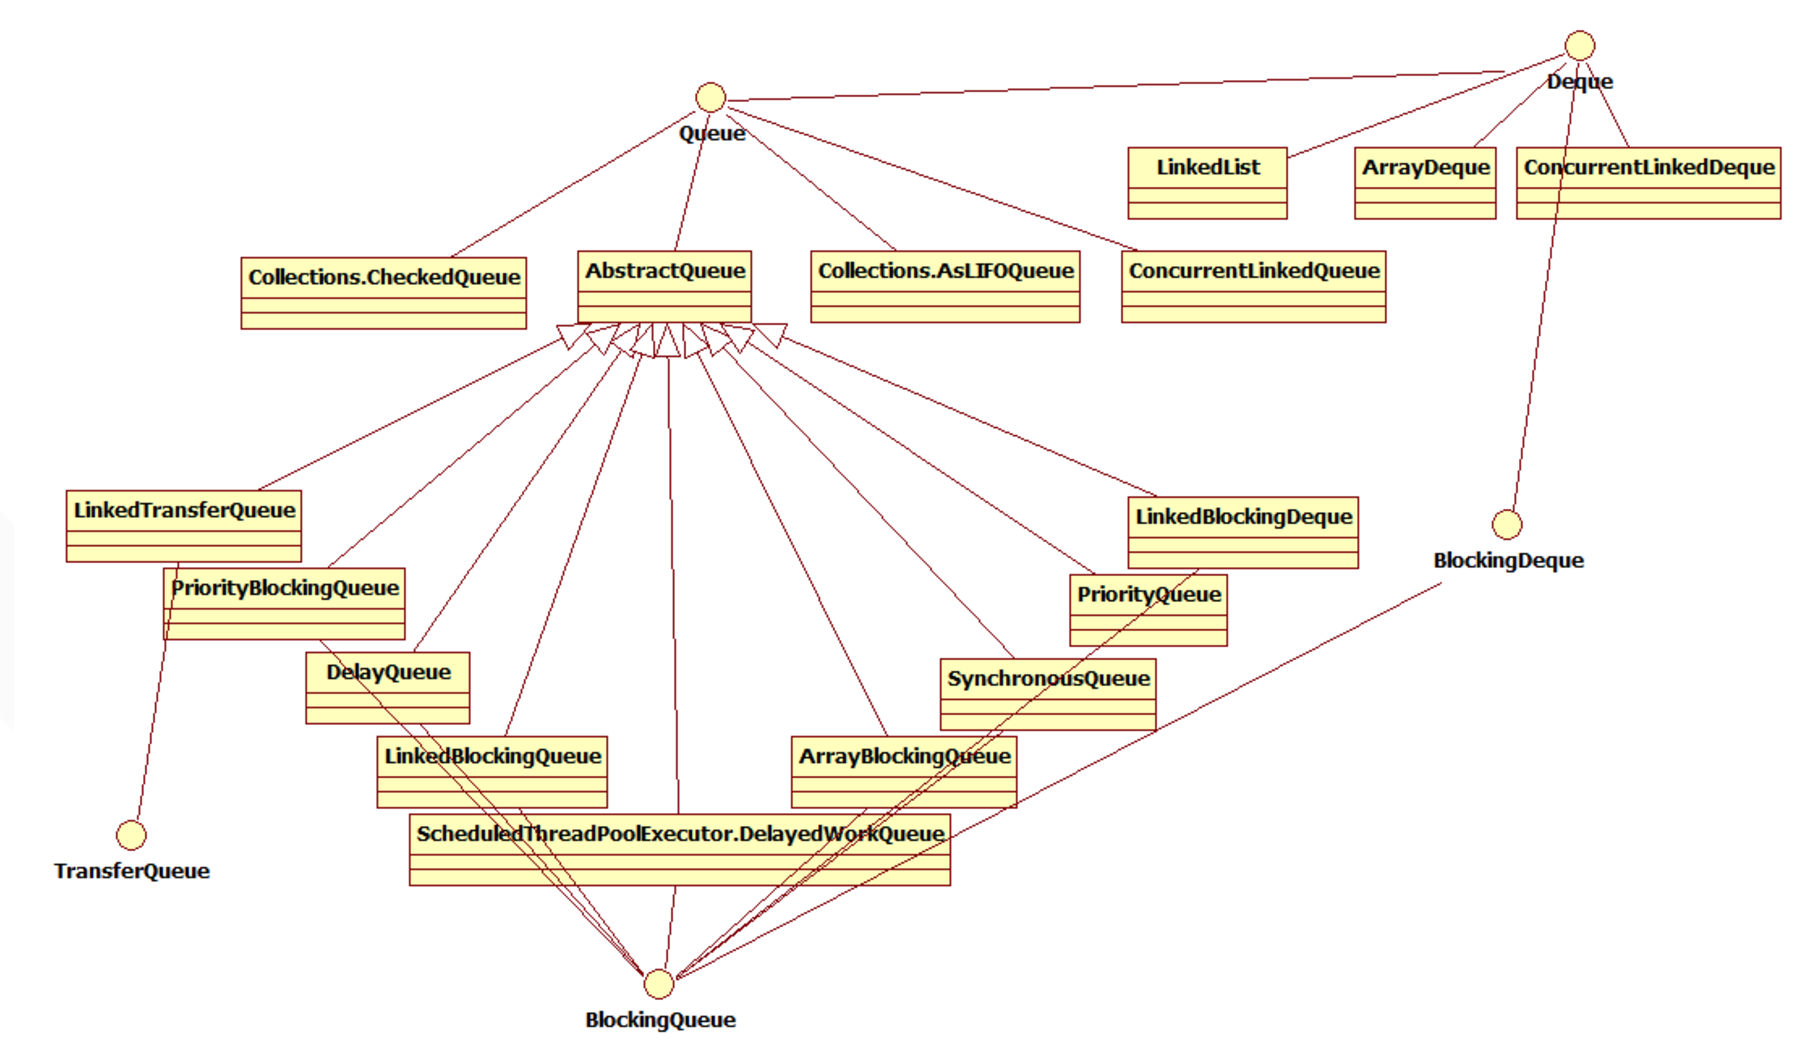 Deque
Queue
LinkedList
ArrayDeque
ConcurrentLinkedDeque
Collections.CheckedQueue
AbstractQueue
Collections.AsLIFOQueue
ConcurrentLinkedQueue
LinkedTransferQueue
LinkedBlockingDeque
BlockingDeque
PriorityBlockingQueue
PriorityQueue
DelayQueue
SynchronousQueue
LinkedBlockingQueue
ArrayBlockingQueue
ScheduledThreadPoolExecutor.DelayedWorkQueue
TransferQueue
BlockingQueue